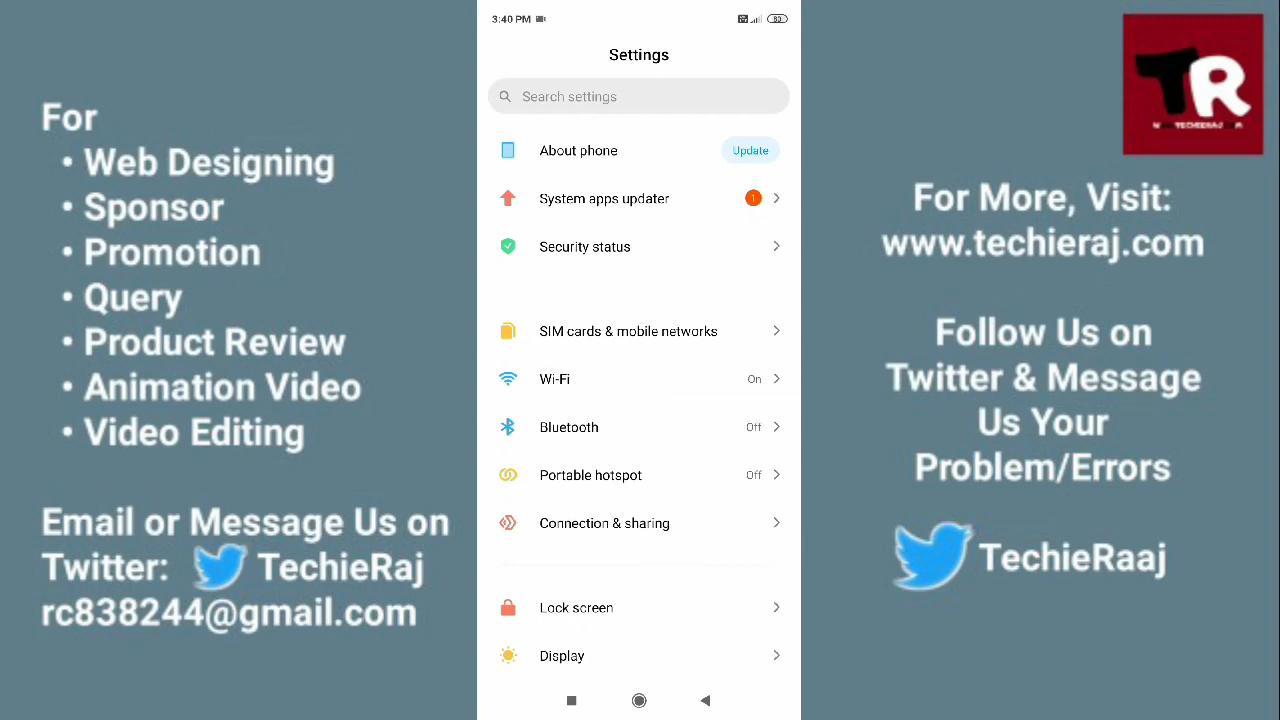 For
• Web Designing
• Sponsor
• Promotion
• Query
• Product Review
• Animation Video
• Video Editing
Email or Message Us on
Twitter: TechieRaj
rc838244@gmail.com
3:40 PM
80
Settings
Search settings
About phone Update
System apps updater 1
Security status
SIM cards & mobile networks
Wi-Fi On
Bluetooth Off
Portable hotspot Off
Connection & sharing
Lock screen
Display
TR
For More, Visit:
www.techieraj.com
Follow Us on
Twitter & Message
Us Your
Problem/Errors
TechieRaaj